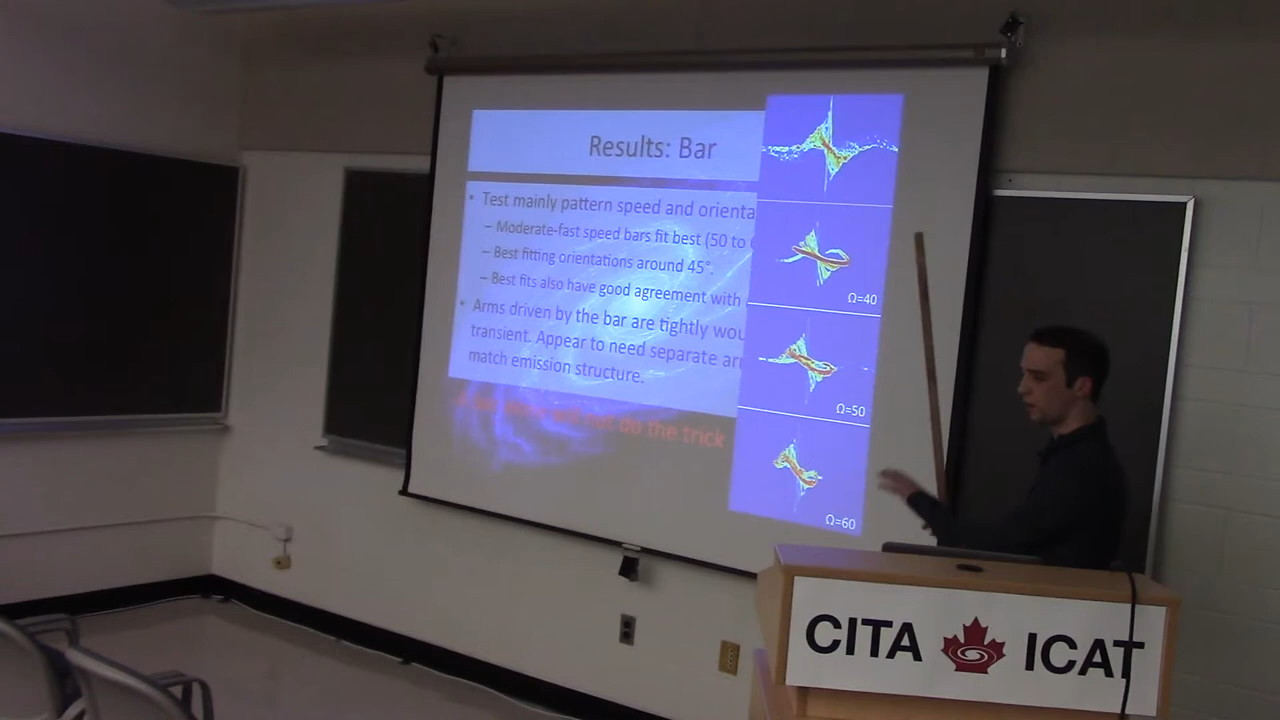 Results: Bar
• Test mainly pattern speed and orienta
– Moderate-fast speed bars fit best (50 to
– Best fitting orientations around 45°.
– Best fits also have good agreement with
• Arms driven by the bar are tightly wou
transient. Appear to need separate ar
match emission structure.
do the trick
Ω=40
Ω=50
Ω=60
CITA ICAT